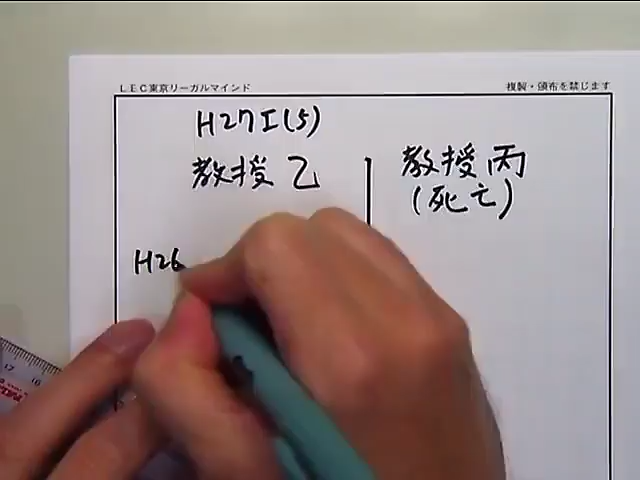 LEC東京リーガルマインド
複製・頒布を禁じます
H27I(5)
教授 乙
教授 丙
(死亡)
H26